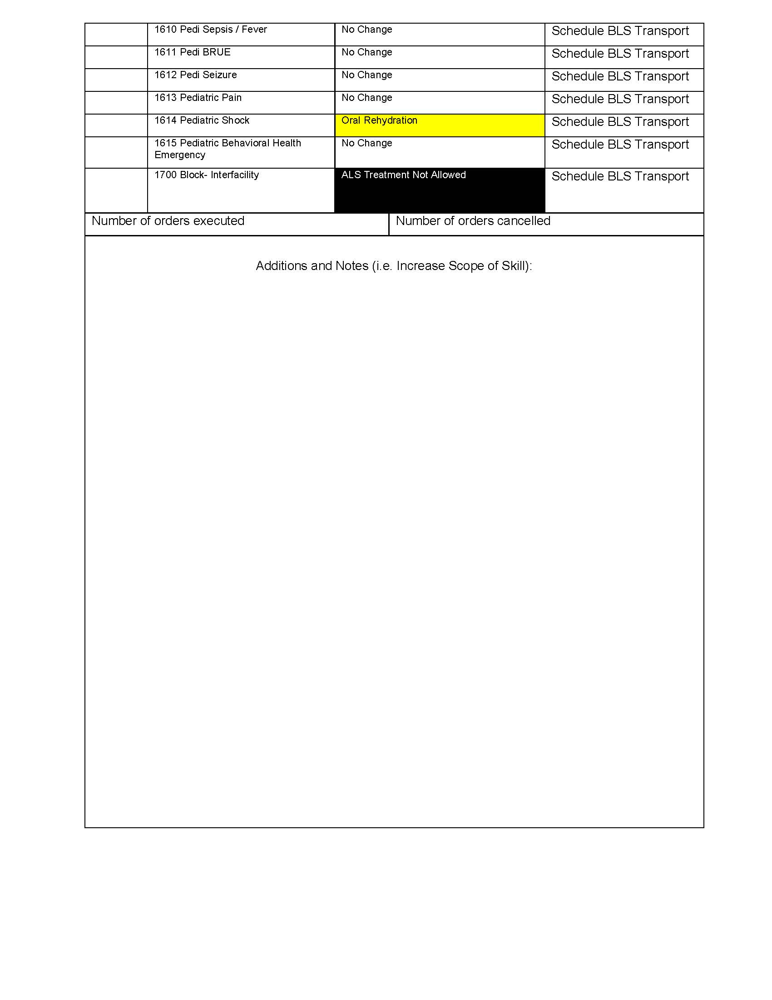 1610 Pedi Sepsis / Fever No Change Schedule BLS Transport
1611 Pedi BRUE No Change Schedule BLS Transport
1612 Pedi Seizure No Change Schedule BLS Transport
1613 Pediatric Pain No Change Schedule BLS Transport
1614 Pediatric Shock Oral Rehydration Schedule BLS Transport
1615 Pediatric Behavioral Health No Change Schedule BLS Transport
Emergency
1700 Block- Interfacility ALS Treatment Not Allowed Schedule BLS Transport
Number of orders executed Number of orders cancelled
Additions and Notes (i.e. Increase Scope of Skill):